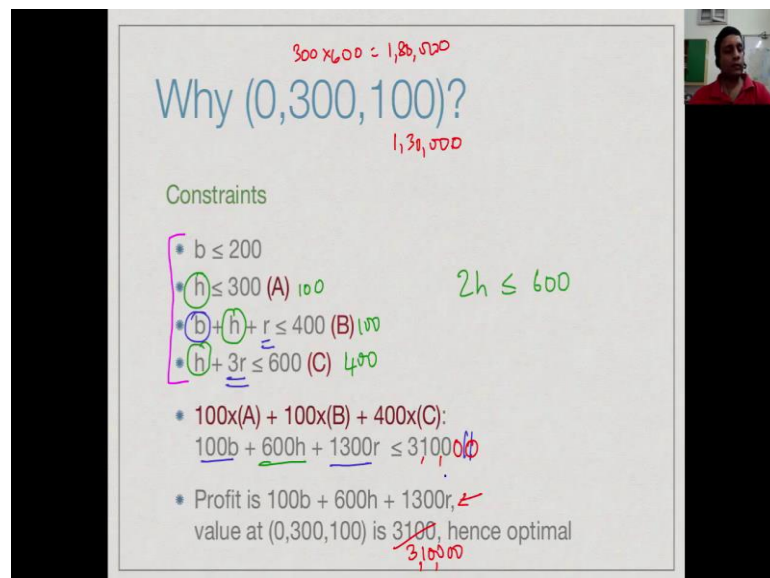 300 x 600 = 1,80,000
Why (0,300,100)?
1,30,000
Constraints
b ≤ 200
h ≤ 300 (A) 100
2h ≤ 600
b + h + r ≤ 400 (B) 100
h + 3r ≤ 600 (C) 400
100x(A) + 100x(B) + 400x(C):
100b + 600h + 1300r ≤ 3100,00
Profit is 100b + 600h + 1300r,
value at (0,300,100) is 3100, hence optimal
3,10,000